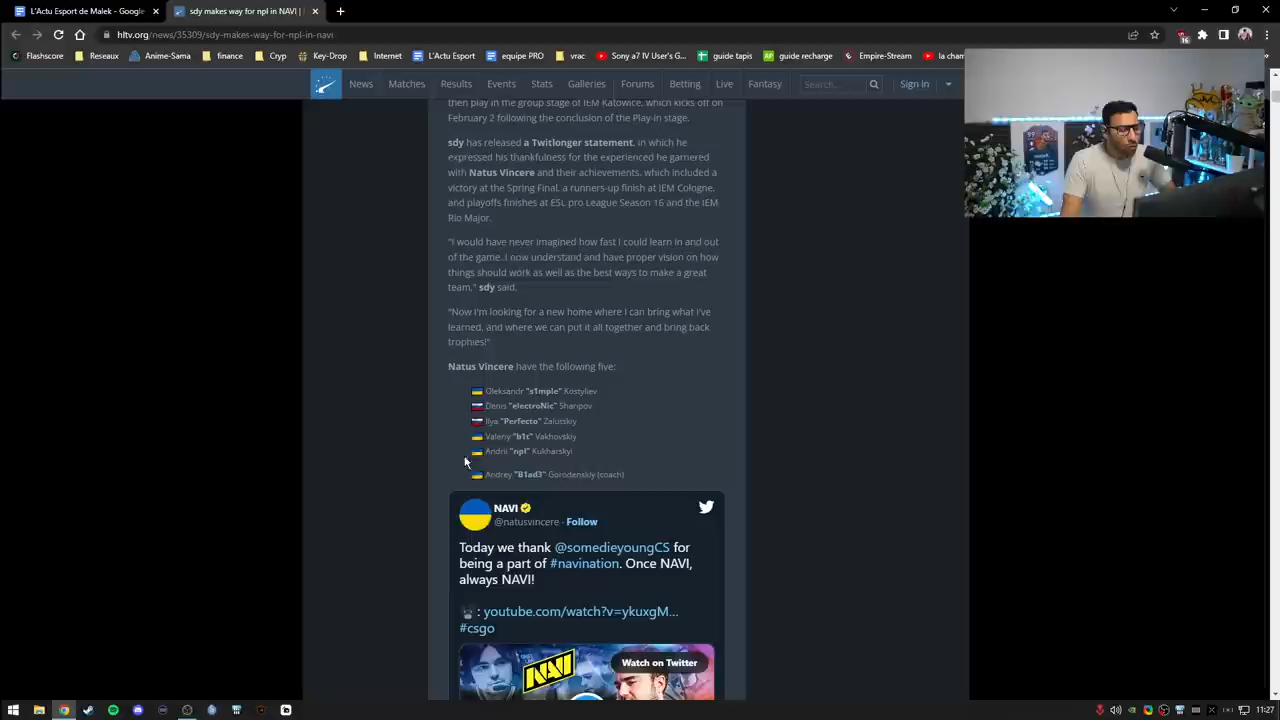 L'Actu Esport de Malek - Google
sdy makes way for npl in NAVI |
hltv.org/news/35309/sdy-makes-way-for-npl-in-navi
Flashscore
Reseaux
Anime-Sama
finance
Cryp
Key-Drop
Internet
L'Actu Esport
equipe PRO
vrac
Sony a7 IV User's G...
guide tapis
guide recharge
Empire-Stream
la cham
News
Matches
Results
Events
Stats
Galleries
Forums
Betting
Live
Fantasy
Search...
Sign in
then play in the group stage of IEM Katowice, which kicks off on
February 2 following the conclusion of the Play-in stage.
sdy has released a Twitlonger statement, in which he
expressed his thankfulness for the experienced he garnered
with Natus Vincere and their achievements, which included a
victory at the Spring Final, a runners-up finish at IEM Cologne,
and playoffs finishes at ESL pro League Season 16 and the IEM
Rio Major.
"I would have never imagined how fast I could learn in and out
of the game..I now understand and have proper vision on how
things should work as well as the best ways to make a great
team," sdy said.
"Now I'm looking for a new home where I can bring what I've
learned, and where we can put it all together and bring back
trophies!"
Natus Vincere have the following five:
Oleksandr "s1mple" Kostyliev
Denis "electroNic" Sharipov
Ilya "Perfecto" Zalutskiy
Valeriy "b1t" Vakhovskiy
Andrii "npl" Kukharskyi
Andrey "B1ad3" Gorodenskiy (coach)
NAVI
@natusvincere · Follow
Today we thank @somedieyoungCS for
being a part of #navination. Once NAVI,
always NAVI!
: youtube.com/watch?v=ykuxgM...
#csgo
NAVI
Watch on Twitter
11:27